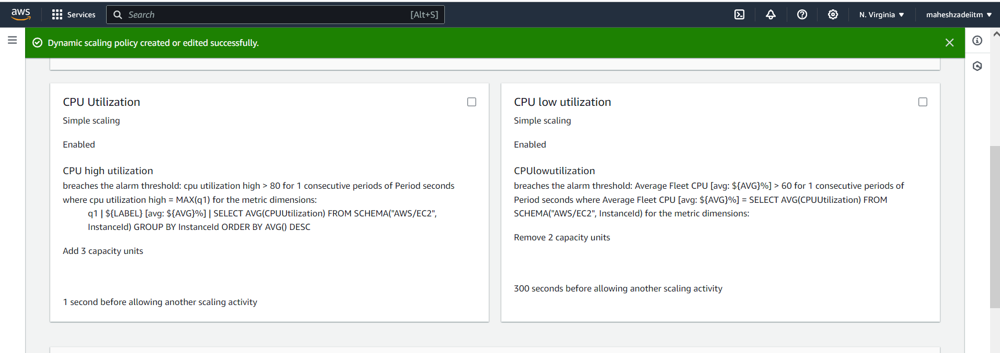 aws
Services
Search
[Alt+S]
N. Virginia
maheshzadeiitm
Dynamic scaling policy created or edited successfully.
CPU Utilization
Simple scaling
Enabled
CPU high utilization
breaches the alarm threshold: cpu utilization high > 80 for 1 consecutive periods of Period seconds
where cpu utilization high = MAX(q1) for the metric dimensions:
q1 | ${LABEL} [avg: ${AVG}%] | SELECT AVG(CPUUtilization) FROM SCHEMA("AWS/EC2",
InstanceId) GROUP BY InstanceId ORDER BY AVG() DESC
Add 3 capacity units
1 second before allowing another scaling activity
CPU low utilization
Simple scaling
Enabled
CPUlowutilization
breaches the alarm threshold: Average Fleet CPU [avg: ${AVG}%] > 60 for 1 consecutive periods of
Period seconds where Average Fleet CPU [avg: ${AVG}%] = SELECT AVG(CPUUtilization) FROM
SCHEMA("AWS/EC2", InstanceId) for the metric dimensions:
Remove 2 capacity units
300 seconds before allowing another scaling activity